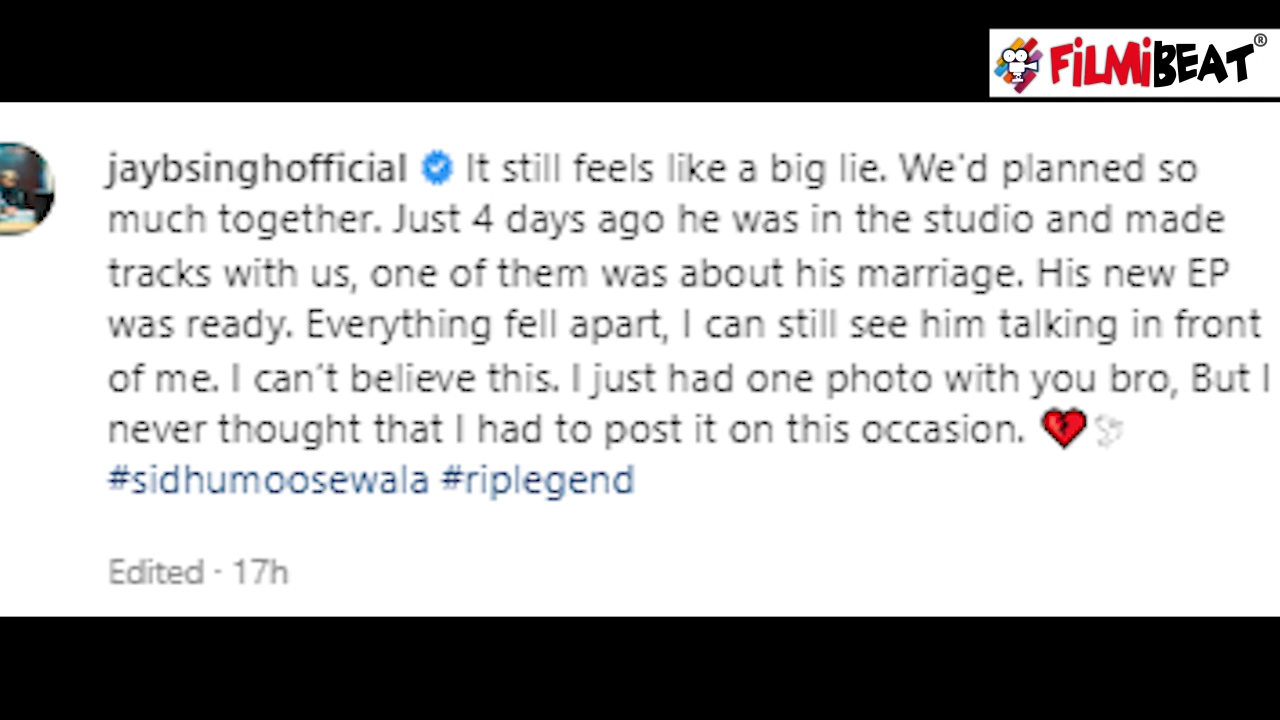 FiLMiBEAT®
jaybsinghofficial It still feels like a big lie. We'd planned so
much together. Just 4 days ago he was in the studio and made
tracks with us, one of them was about his marriage. His new EP
was ready. Everything fell apart, I can still see him talking in front
of me. I can´t believe this. I just had one photo with you bro, But I
never thought that I had to post it on this occasion. 💔🕊
#sidhumoosewala #riplegend
Edited · 17h